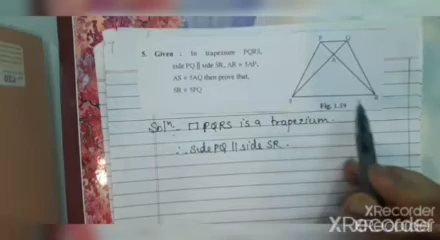 5. Given : In trapezium PQRS,
side PQ || side SR, AR = 5AP,
AS = 5AQ then prove that,
SR = 5PQ
P Q
A
S R
Fig. 1.29
Solⁿ.- □ PQRS is a trapezium.
∴ side PQ || side SR.
XRecorder
XRecorder